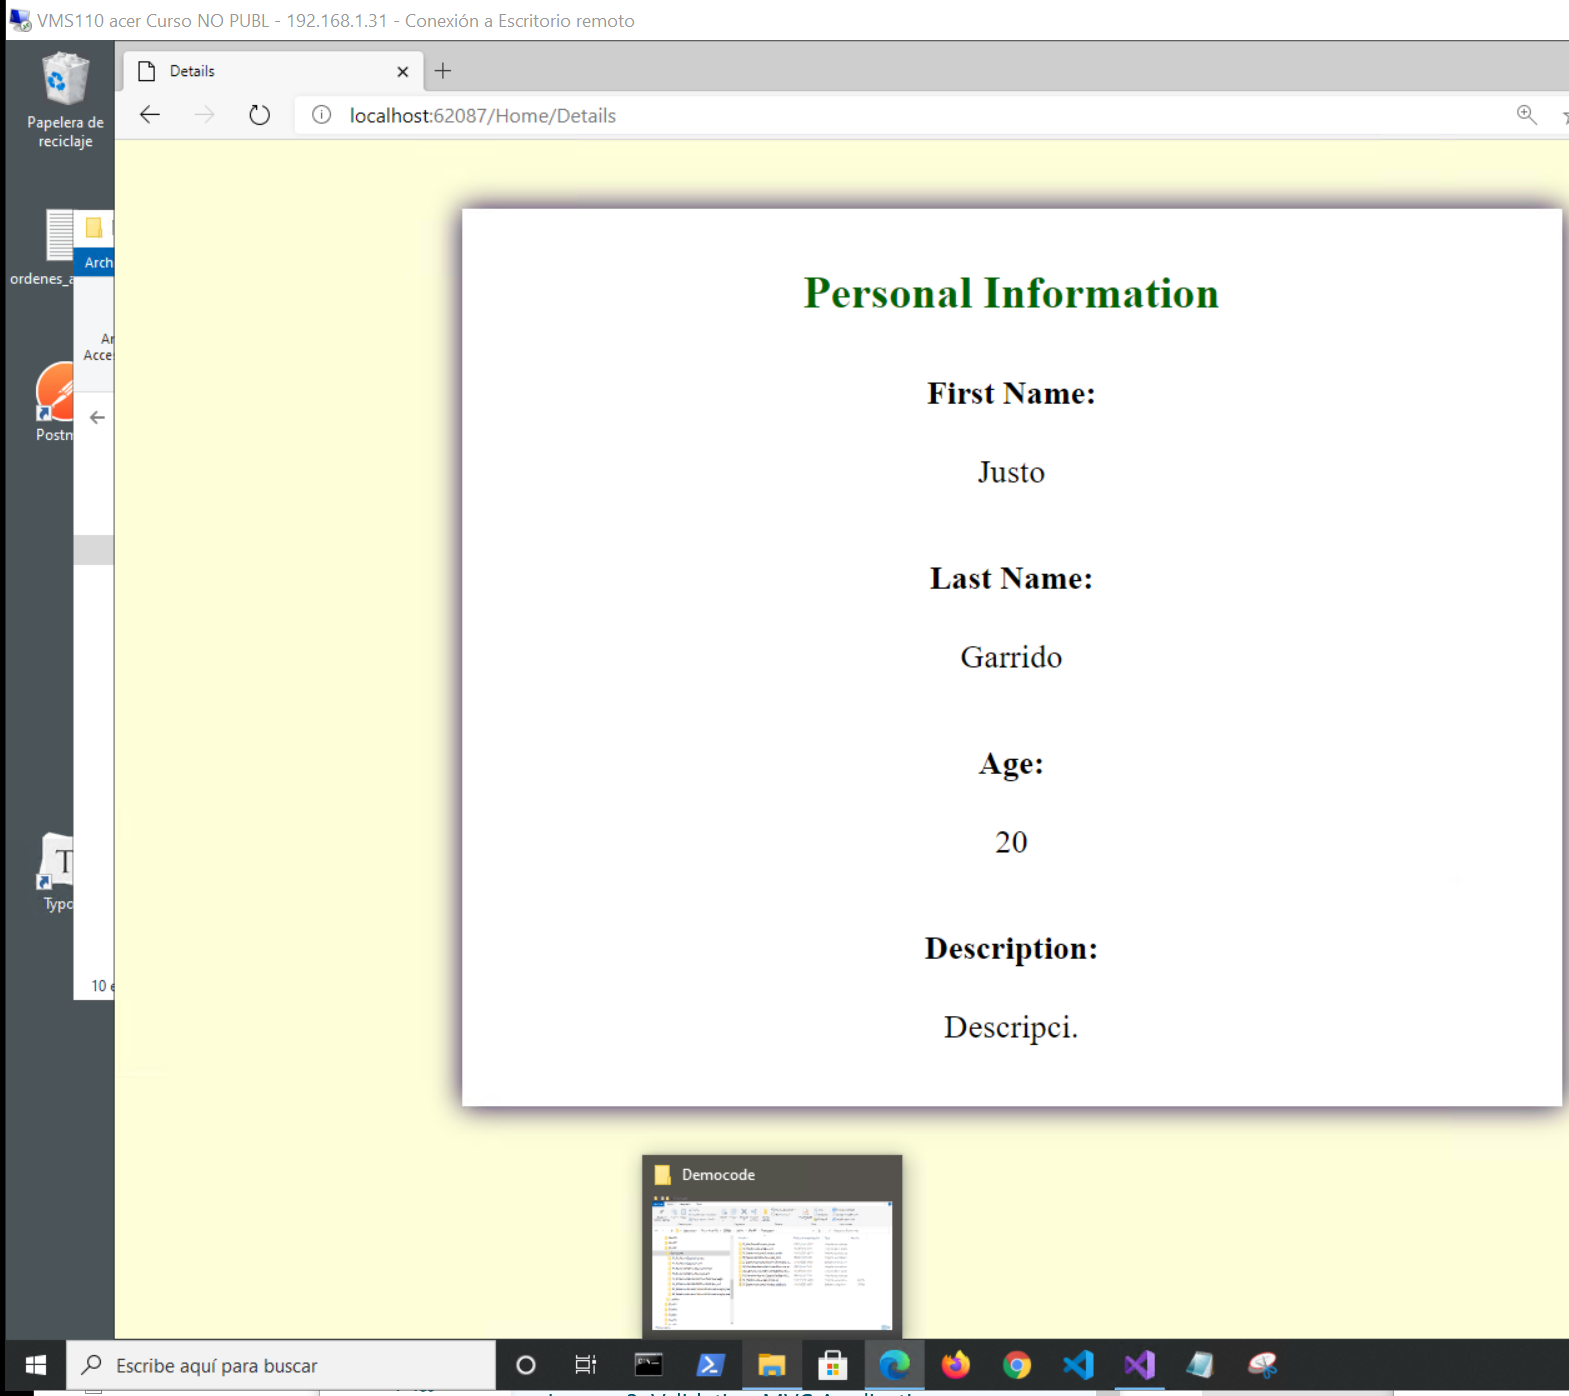 VMS110 acer Curso NO PUBL - 192.168.1.31 - Conexión a Escritorio remoto
Details
localhost:62087/Home/Details
Papelera de
reciclaje
Arch
ordenes_a
Acce
Postn
Typo
10 e
Personal Information
First Name:
Justo
Last Name:
Garrido
Age:
20
Description:
Descripci.
Democode
Escribe aquí para buscar